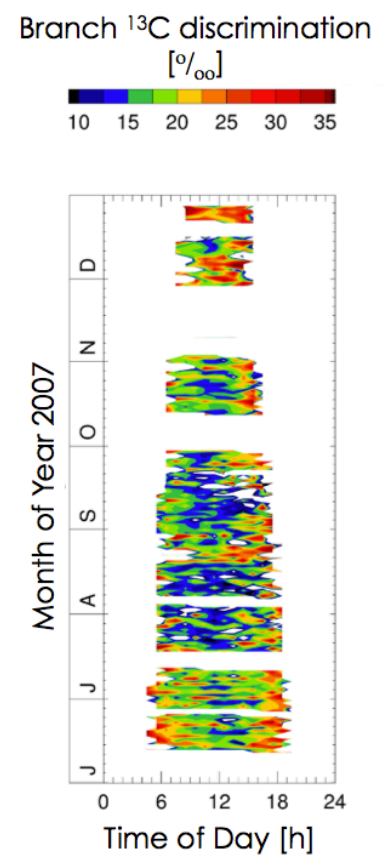 Branch ¹³C discrimination
[º/ₒₒ]
10 15 20 25 30 35
Month of Year 2007
D
N
O
S
A
J
J
0 6 12 18 24
Time of Day [h]